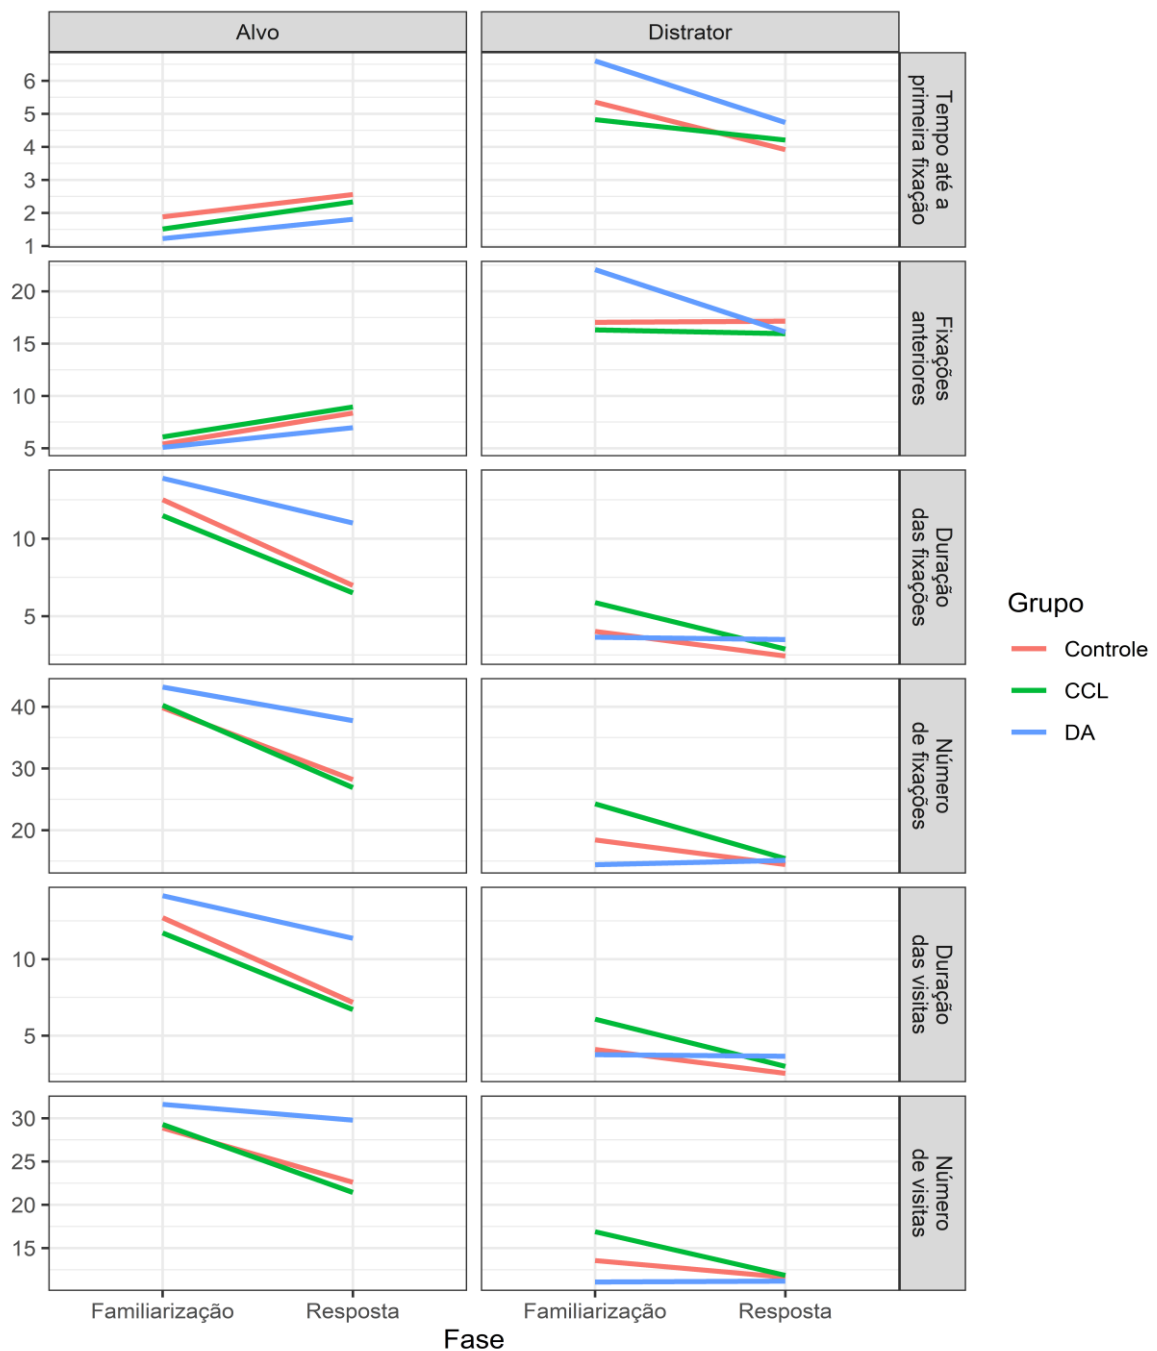 Alvo
Distrator
6
5
4
3
2
1
Tempo até a
primeira fixação
20
15
10
5
Fixações
anteriores
10
5
Duração
das fixações
40
30
20
Número
de fixações
10
5
Duração
das visitas
30
25
20
15
Número
de visitas
Familiarização
Resposta
Familiarização
Resposta
Fase
Grupo
Controle
CCL
DA